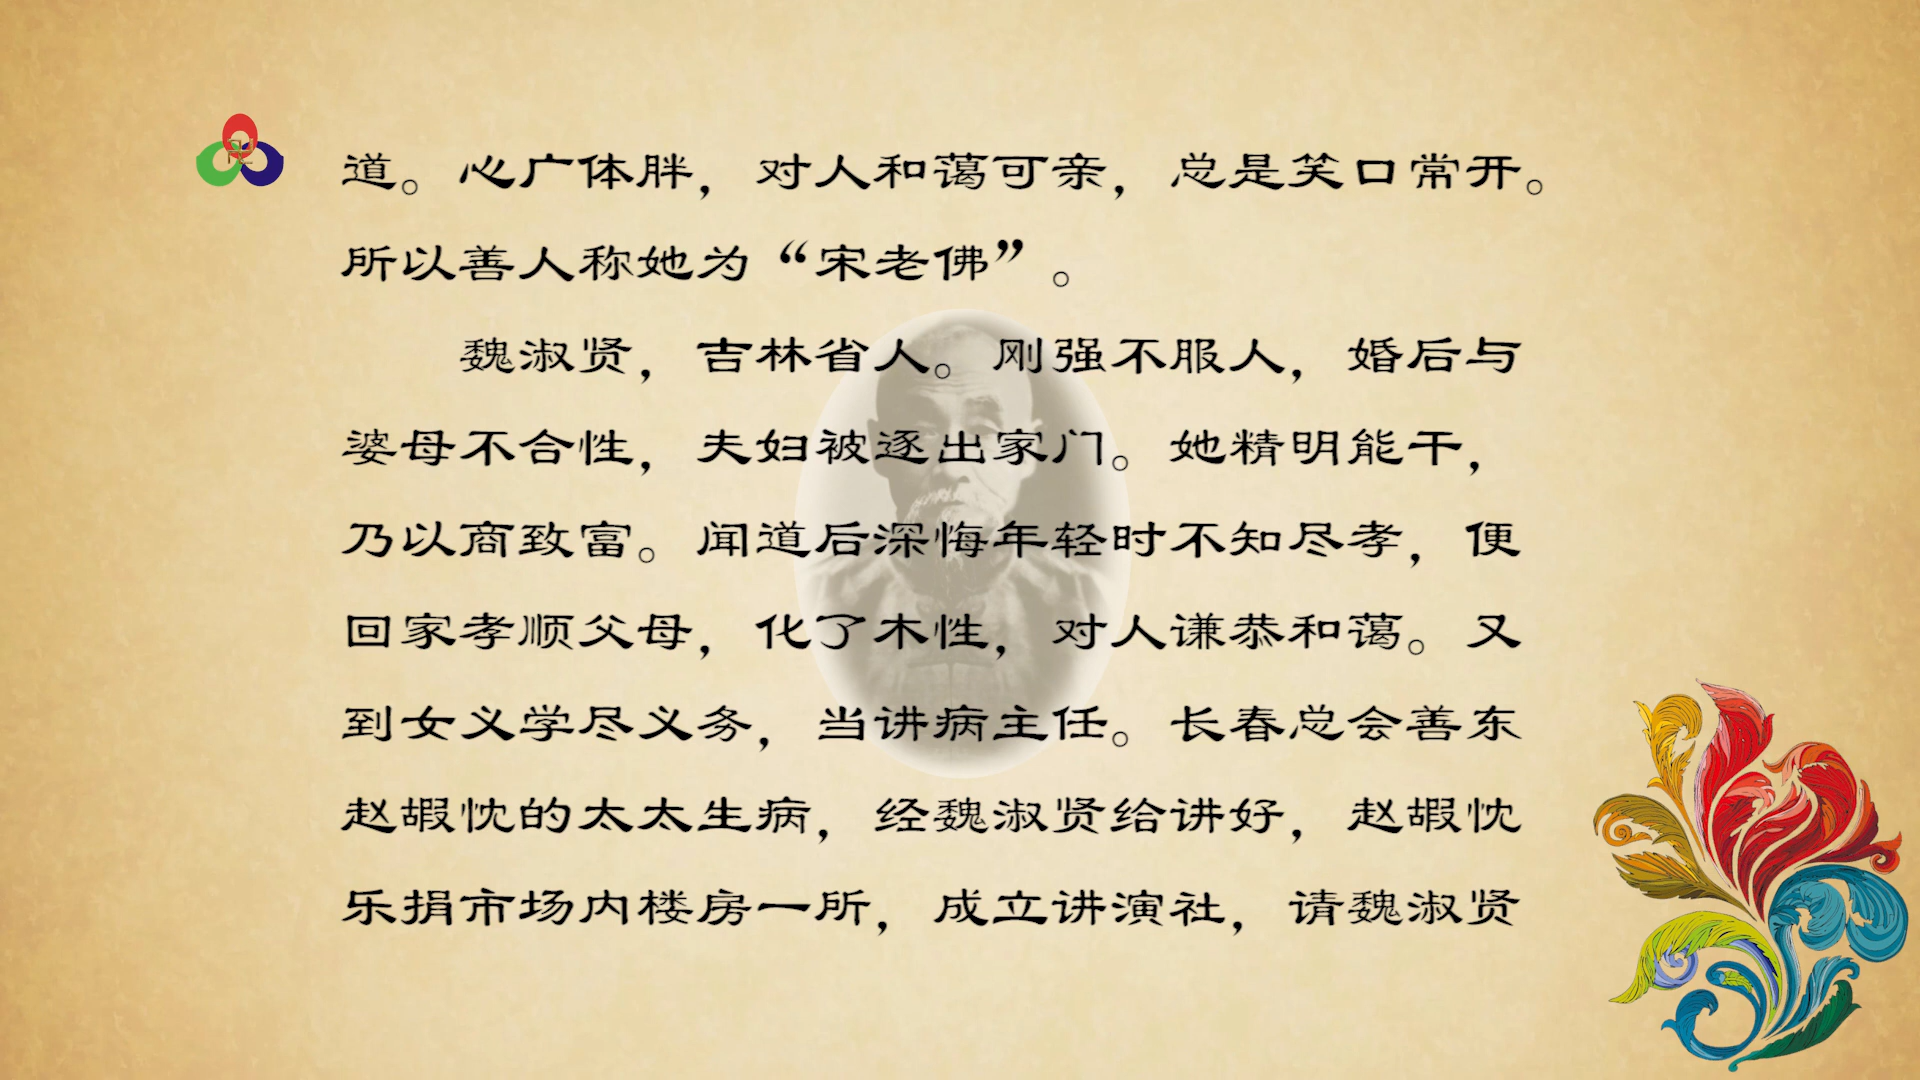 道。心广体胖，对人和蔼可亲，总是笑口常开。
所以善人称她为“宋老佛”。
魏淑贤，吉林省人。刚强不服人，婚后与
婆母不合性，夫妇被逐出家门。她精明能干，
乃以商致富。闻道后深悔年轻时不知尽孝，便
回家孝顺父母，化了木性，对人谦恭和蔼。又
到女义学尽义务，当讲病主任。长春总会善东
赵嘏忱的太太生病，经魏淑贤给讲好，赵嘏忱
乐捐市场内楼房一所，成立讲演社，请魏淑贤